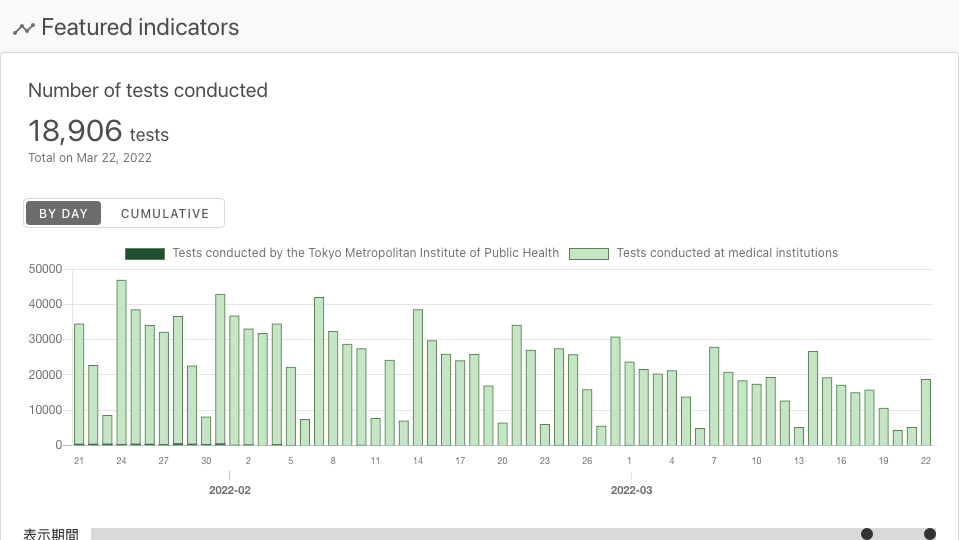 Featured indicators
Number of tests conducted
18,906 tests
Total on Mar 22, 2022
BY DAY CUMULATIVE
Tests conducted by the Tokyo Metropolitan Institute of Public Health Tests conducted at medical institutions
50000
40000
30000
20000
10000
0
21 24 27 30 2 5 8 11 14 17 20 23 26 1 4 7 10 13 16 19 22
2022-02 2022-03
表示期間